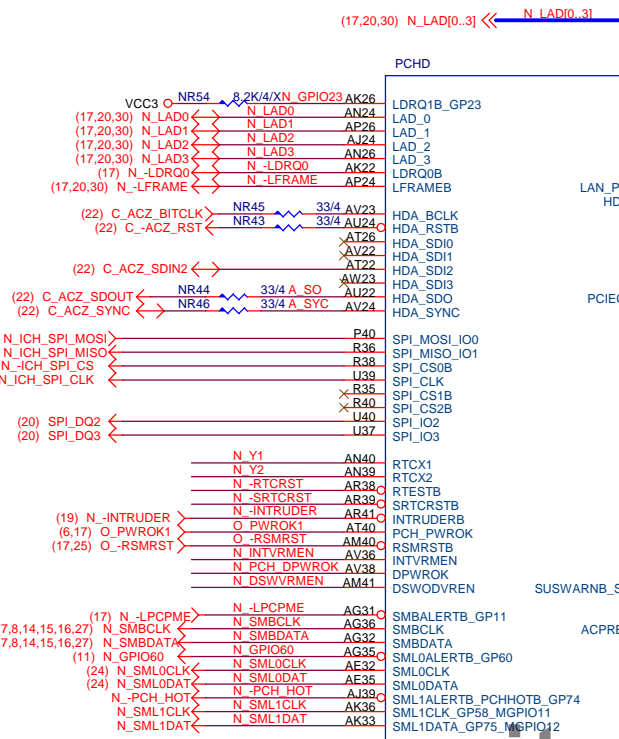 (17,20,30) N_LAD[0..3] N_LAD[0..3]
PCHD
VCC3 NR54 8.2K/4/X N_GPIO23 AK26 LDRQ1B_GP23
(17,20,30) N_LAD0 N_LAD0 AN24 LAD_0
(17,20,30) N_LAD1 N_LAD1 AP26 LAD_1
(17,20,30) N_LAD2 N_LAD2 AJ24 LAD_2
(17,20,30) N_LAD3 N_LAD3 AN26 LAD_3
(17) N_-LDRQ0 N_-LDRQ0 AK22 LDRQ0B
(17,20,30) N_-LFRAME N_-LFRAME AP24 LFRAMEB
LAN_P
HD
(22) C_ACZ_BITCLK NR45 33/4 AV23 HDA_BCLK
(22) C_-ACZ_RST NR43 33/4 AU24 HDA_RSTB
AT26 HDA_SDI0
AV22 HDA_SDI1
(22) C_ACZ_SDIN2 AT22 HDA_SDI2
AW23 HDA_SDI3
(22) C_ACZ_SDOUT NR44 33/4 A_SO AU22 HDA_SDO PCIE
(22) C_ACZ_SYNC NR46 33/4 A_SYC AV24 HDA_SYNC
N_ICH_SPI_MOSI P40 SPI_MOSI_IO0
N_ICH_SPI_MISO R36 SPI_MISO_IO1
N_-ICH_SPI_CS R38 SPI_CS0B
N_ICH_SPI_CLK U39 SPI_CLK
R35 SPI_CS1B
R40 SPI_CS2B
(20) SPI_DQ2 U40 SPI_IO2
(20) SPI_DQ3 U37 SPI_IO3
N_Y1 AN40 RTCX1
N_Y2 AN39 RTCX2
N_-RTCRST AR38 RTESTB
N_-SRTCRST AR39 SRTCRSTB
(19) N_-INTRUDER N_-INTRUDER AR41 INTRUDERB
(6,17) O_PWROK1 O_PWROK1 AT40 PCH_PWROK
(17,25) O_-RSMRST O_-RSMRST AM40 RSMRSTB
N_INTVRMEN AV36 INTVRMEN
N_PCH_DPWROK AV38 DPWROK
N_DSWVRMEN AM41 DSWODVREN SUSWARNB_S
(17) N_-LPCPME N_-LPCPME AG31 SMBALERTB_GP11
7,8,14,15,16,27) N_SMBCLK N_SMBCLK AG36 SMBCLK ACPRE
7,8,14,15,16,27) N_SMBDATA N_SMBDATA AG32 SMBDATA
(11) N_GPIO60 N_GPIO60 AG35 SML0ALERTB_GP60
(24) N_SML0CLK N_SML0CLK AE32 SML0CLK
(24) N_SML0DAT N_SML0DAT AE35 SML0DATA
N_-PCH_HOT N_-PCH_HOT AJ39 SML1ALERTB_PCHHOTB_GP74
N_SML1CLK N_SML1CLK AK36 SML1CLK_GP58_MGPIO11
N_SML1DAT N_SML1DAT AK33 SML1DATA_GP75_MGPIO12